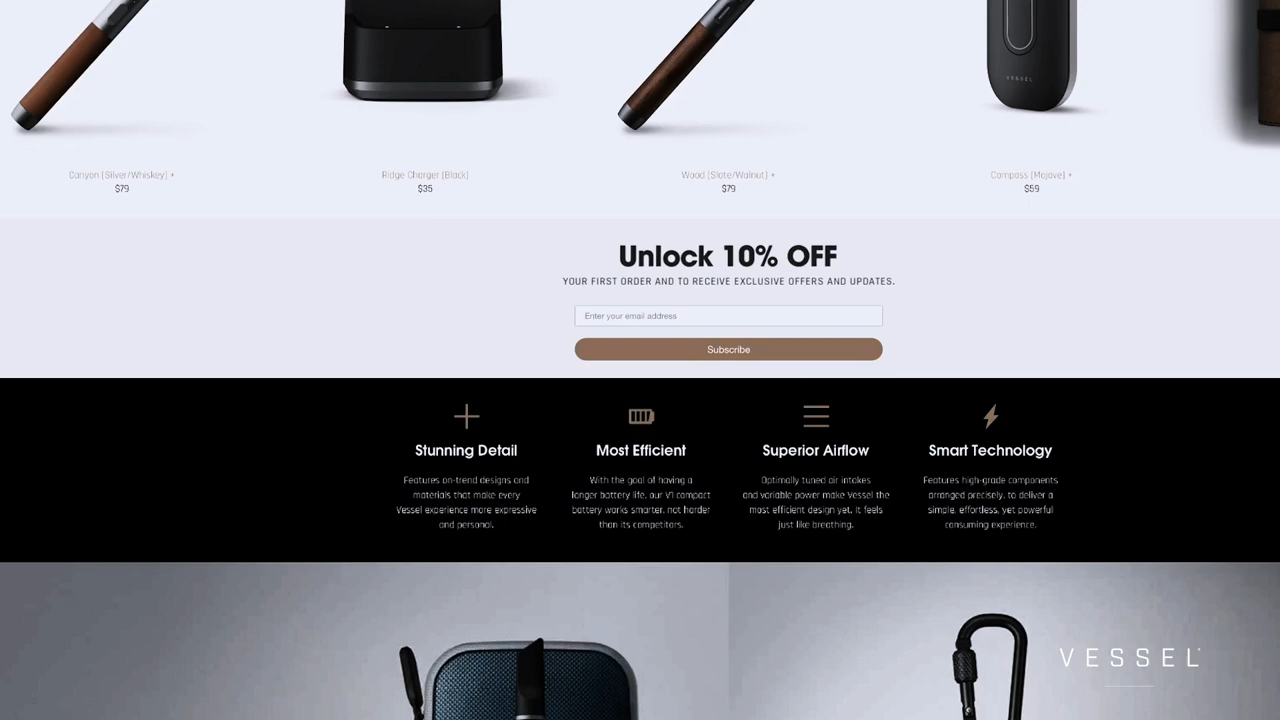 VESSEL
Canyon [Silver/Whiskey] +
$79
Ridge Charger [Black]
$35
Wood [Slate/Walnut] +
$79
Compass [Mojave] +
$59
Unlock 10% OFF
YOUR FIRST ORDER AND TO RECEIVE EXCLUSIVE OFFERS AND UPDATES.
Enter your email address
Subscribe
Stunning Detail
Features on-trend designs and
materials that make every
Vessel experience more expressive
and personal.
Most Efficient
With the goal of having a
longer battery life, our V1 compact
battery works smarter, not harder
than its competitors.
Superior Airflow
Optimally tuned air intakes
and variable power make Vessel the
most efficient design yet. It feels
just like breathing.
Smart Technology
Features high-grade components
arranged precisely, to deliver a
simple, effortless, yet powerful
consuming experience.
VESSEL